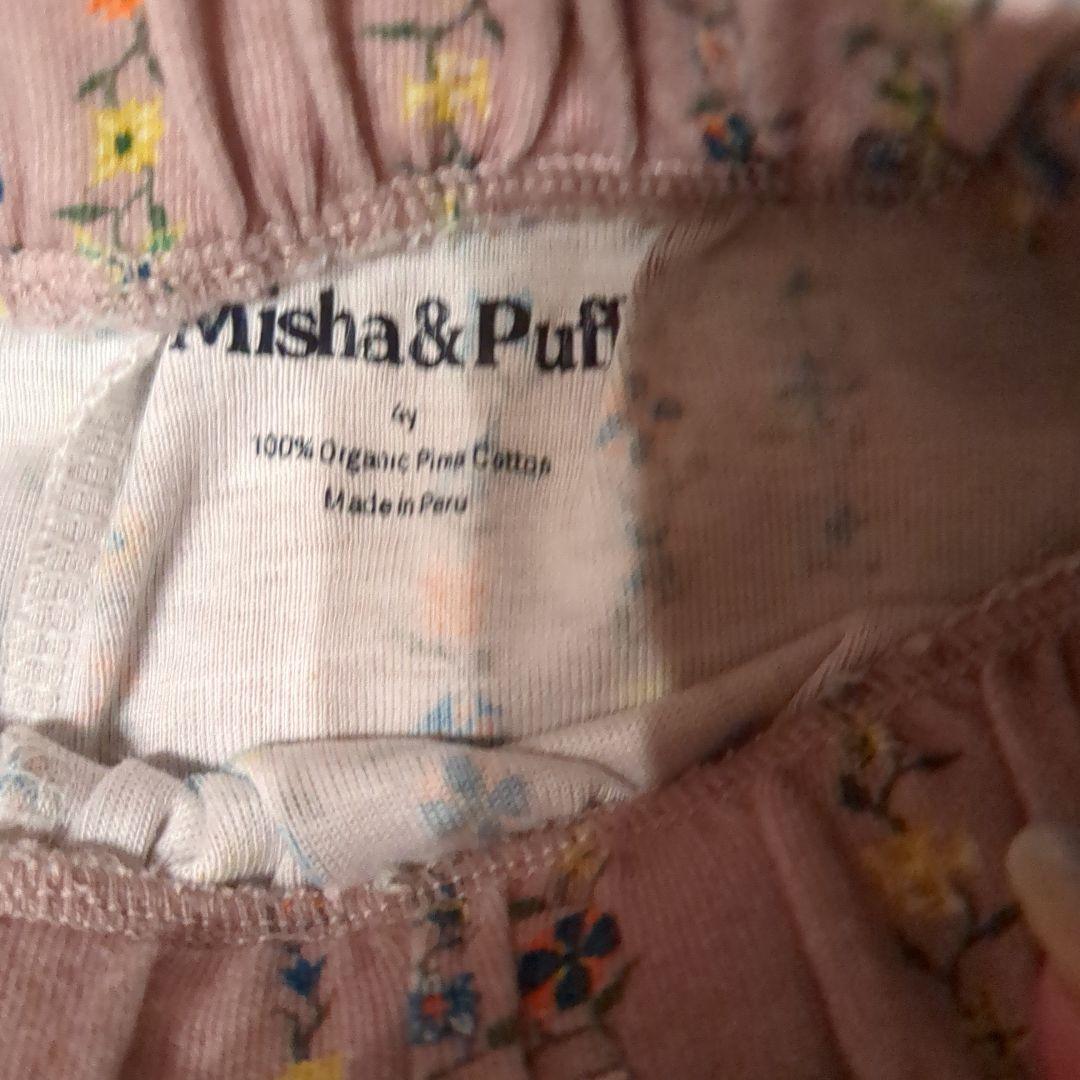 Misha&Puff
4y
100% Organic Pima Cotton
Made in Peru